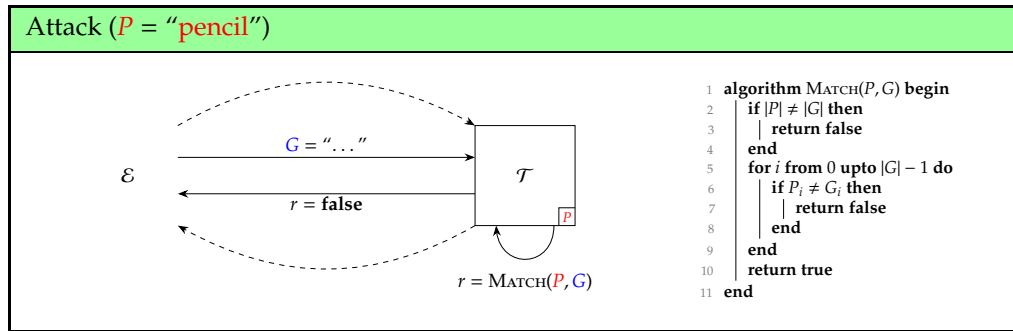 Attack (P = “pencil”)
G = “. . . ”
ℰ
𝒯
r = false
P
r = MATCH(P, G)
1 algorithm MATCH(P, G) begin
2 if |P| ≠ |G| then
3 return false
4 end
5 for i from 0 upto |G| − 1 do
6 if Pᵢ ≠ Gᵢ then
7 return false
8 end
9 end
10 return true
11 end